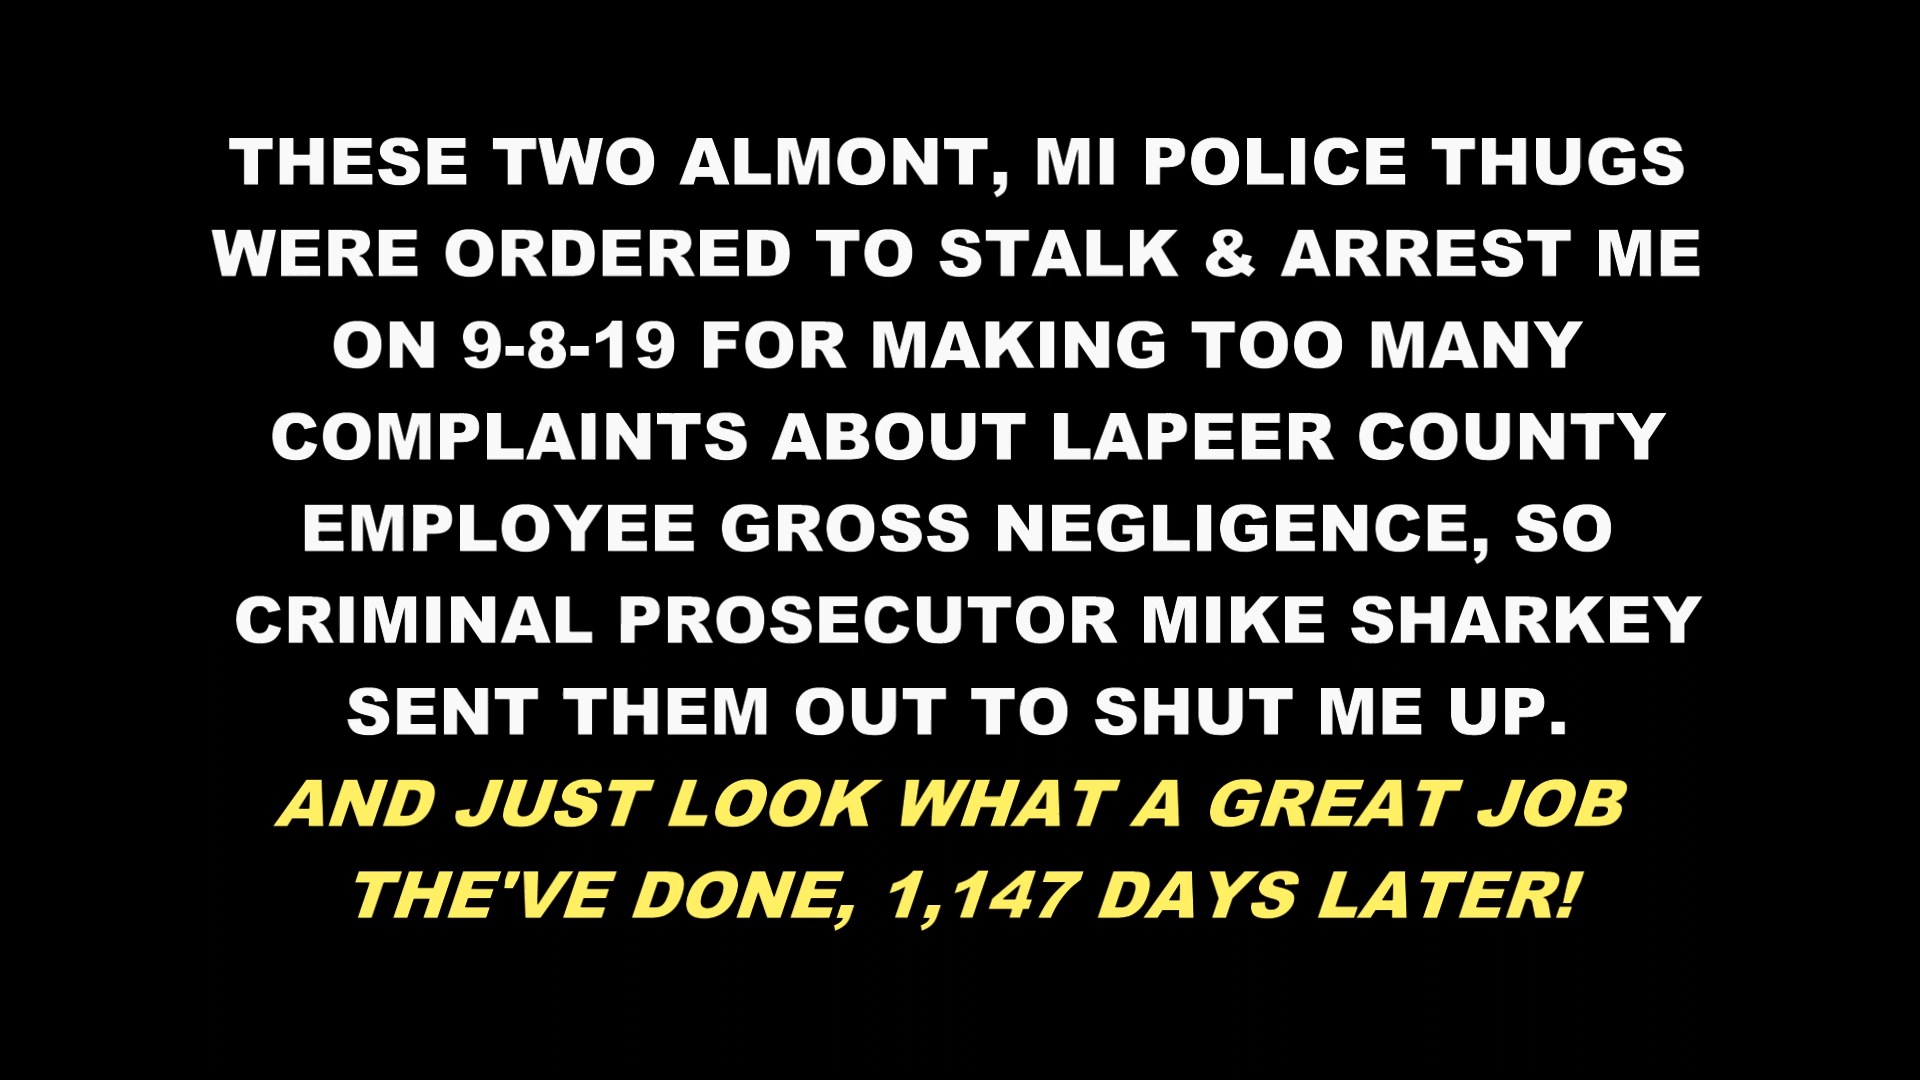 THESE TWO ALMONT, MI POLICE THUGS
WERE ORDERED TO STALK & ARREST ME
ON 9-8-19 FOR MAKING TOO MANY
COMPLAINTS ABOUT LAPEER COUNTY
EMPLOYEE GROSS NEGLIGENCE, SO
CRIMINAL PROSECUTOR MIKE SHARKEY
SENT THEM OUT TO SHUT ME UP.
AND JUST LOOK WHAT A GREAT JOB
THE'VE DONE, 1,147 DAYS LATER!